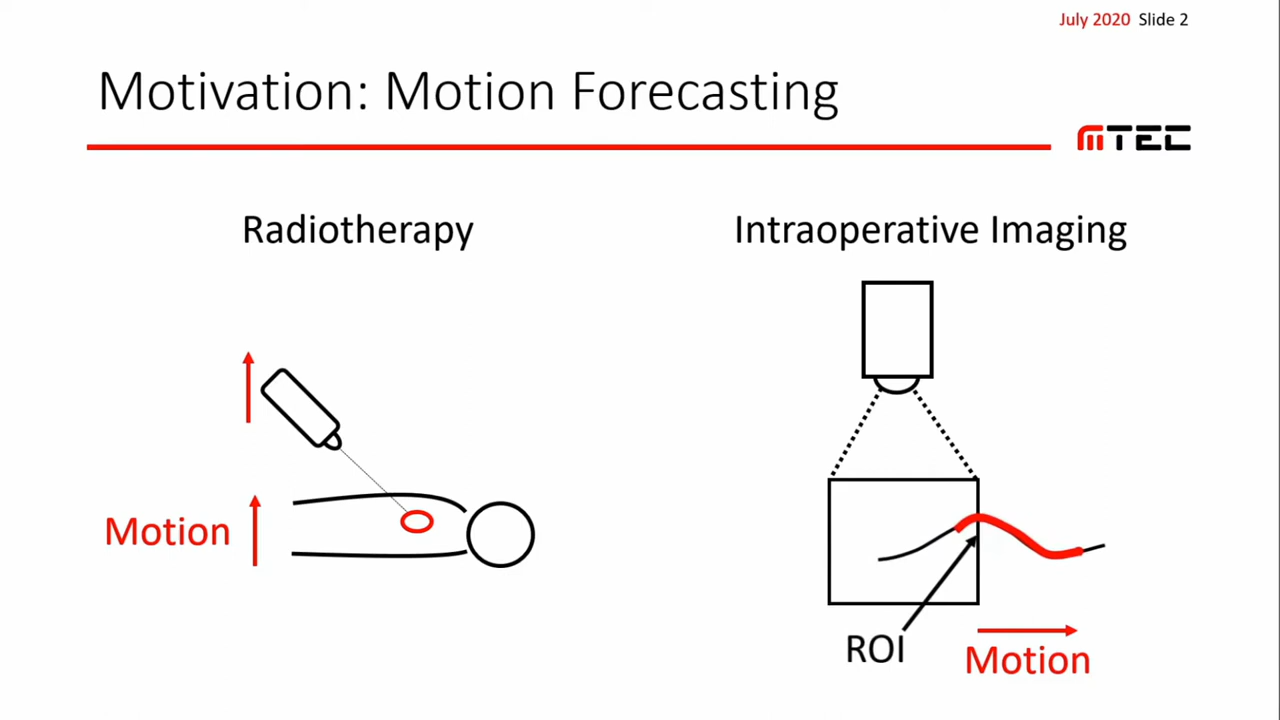 July 2020 Slide 2
Motivation: Motion Forecasting
MTEC
Radiotherapy
Intraoperative Imaging
Motion
ROI
Motion